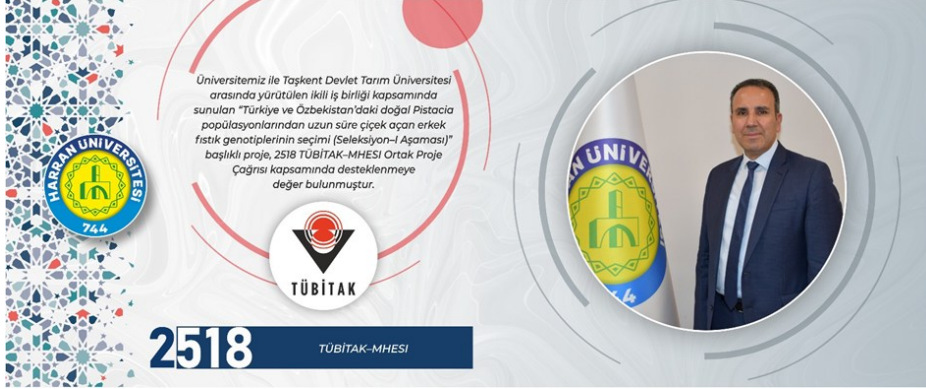 Üniversitemiz ile Taşkent Devlet Tarım Üniversitesi
arasında yürütülen ikili iş birliği kapsamında
sunulan “Türkiye ve Özbekistan’daki doğal Pistacia
popülasyonlarından uzun süre çiçek açan erkek
fıstık genotiplerinin seçimi (Seleksiyon–I Aşaması)”
başlıklı proje, 2518 TÜBİTAK–MHESI Ortak Proje
Çağrısı kapsamında desteklenmeye
değer bulunmuştur.
HARRAN ÜNİVERSİTESİ
744
TÜBİTAK
2518
TÜBİTAK–MHESI